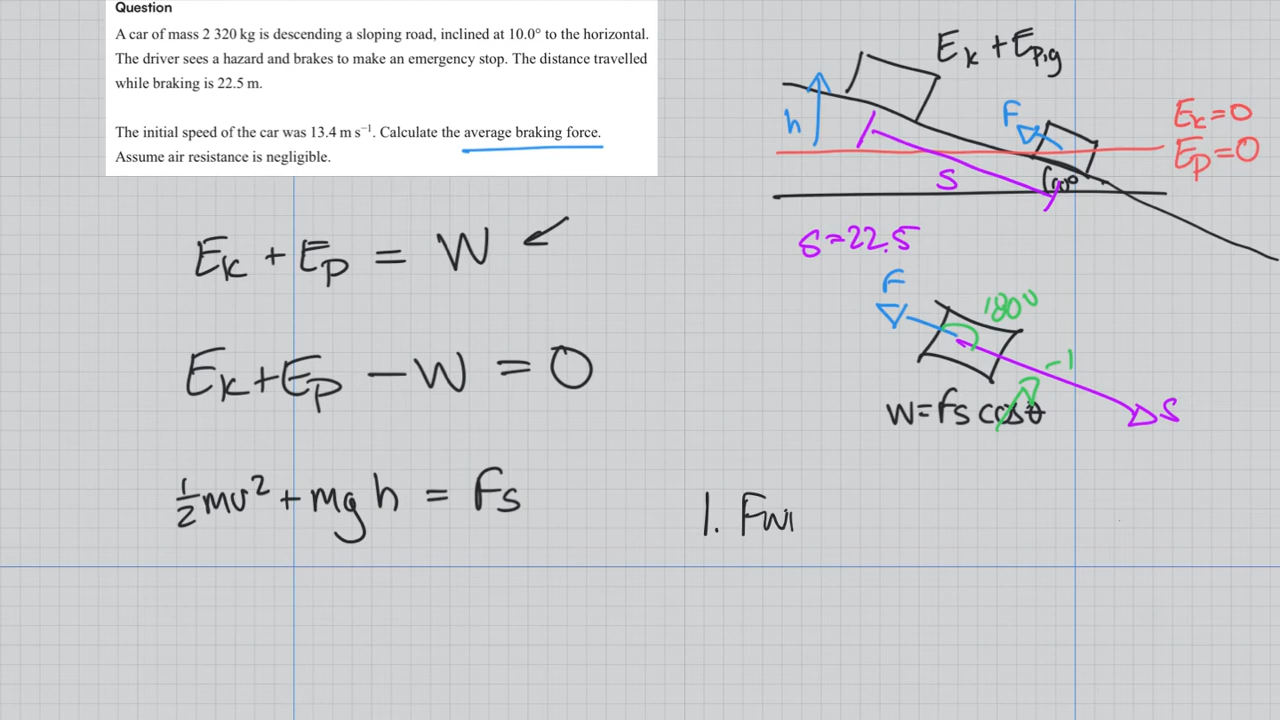 Question
A car of mass 2 320 kg is descending a sloping road, inclined at 10.0° to the horizontal.
The driver sees a hazard and brakes to make an emergency stop. The distance travelled
while braking is 22.5 m.
The initial speed of the car was 13.4 m s⁻¹. Calculate the average braking force.
Assume air resistance is negligible.
Ek + Ep = W
Ek + Ep − W = 0
½mv² + mgh = Fs
Ek + Ep,g
h
F
Ek = 0
Ep = 0
S
S = 22.5
F
180°
−1
S
W = Fs cos θ
1.